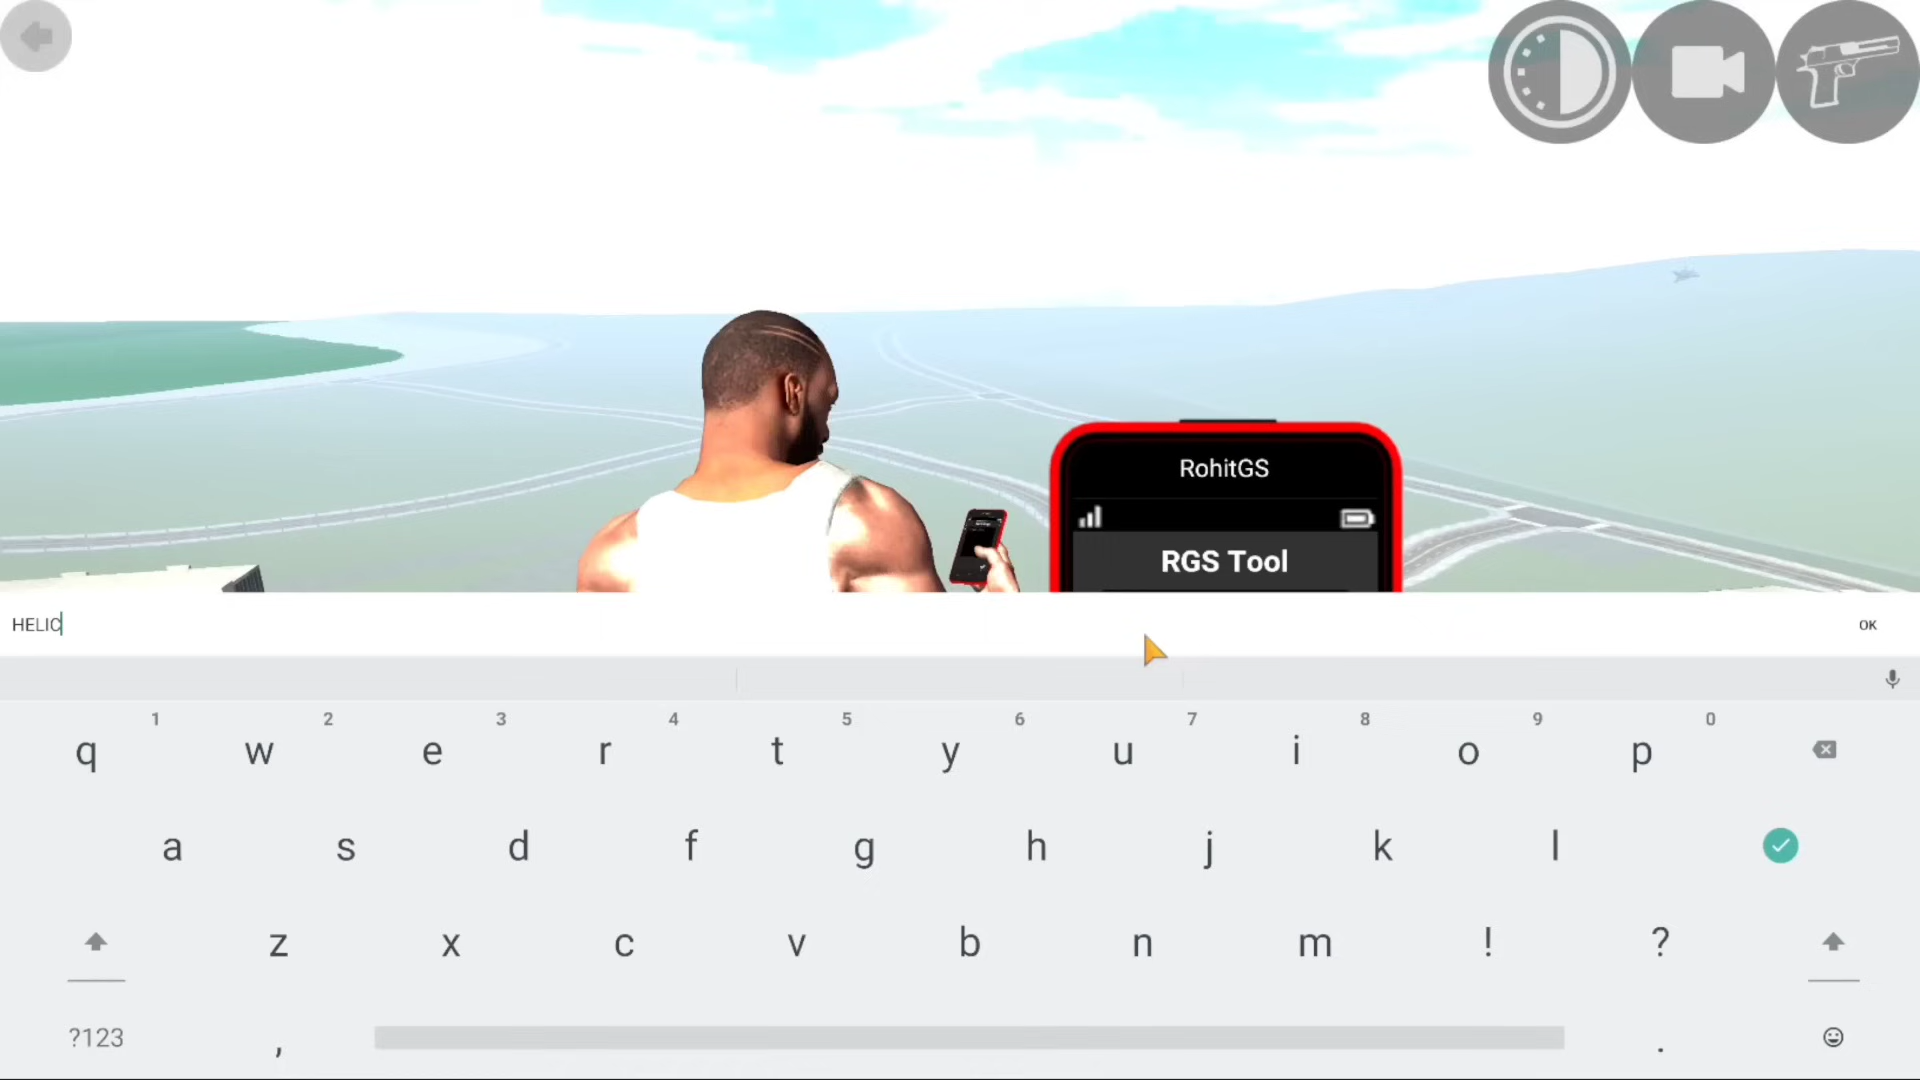 RohitGS
RGS Tool
HELIC
OK
1 2 3 4 5 6 7 8 9 0
q w e r t y u i o p
a s d f g h j k l
z x c v b n m ! ?
?123 , .